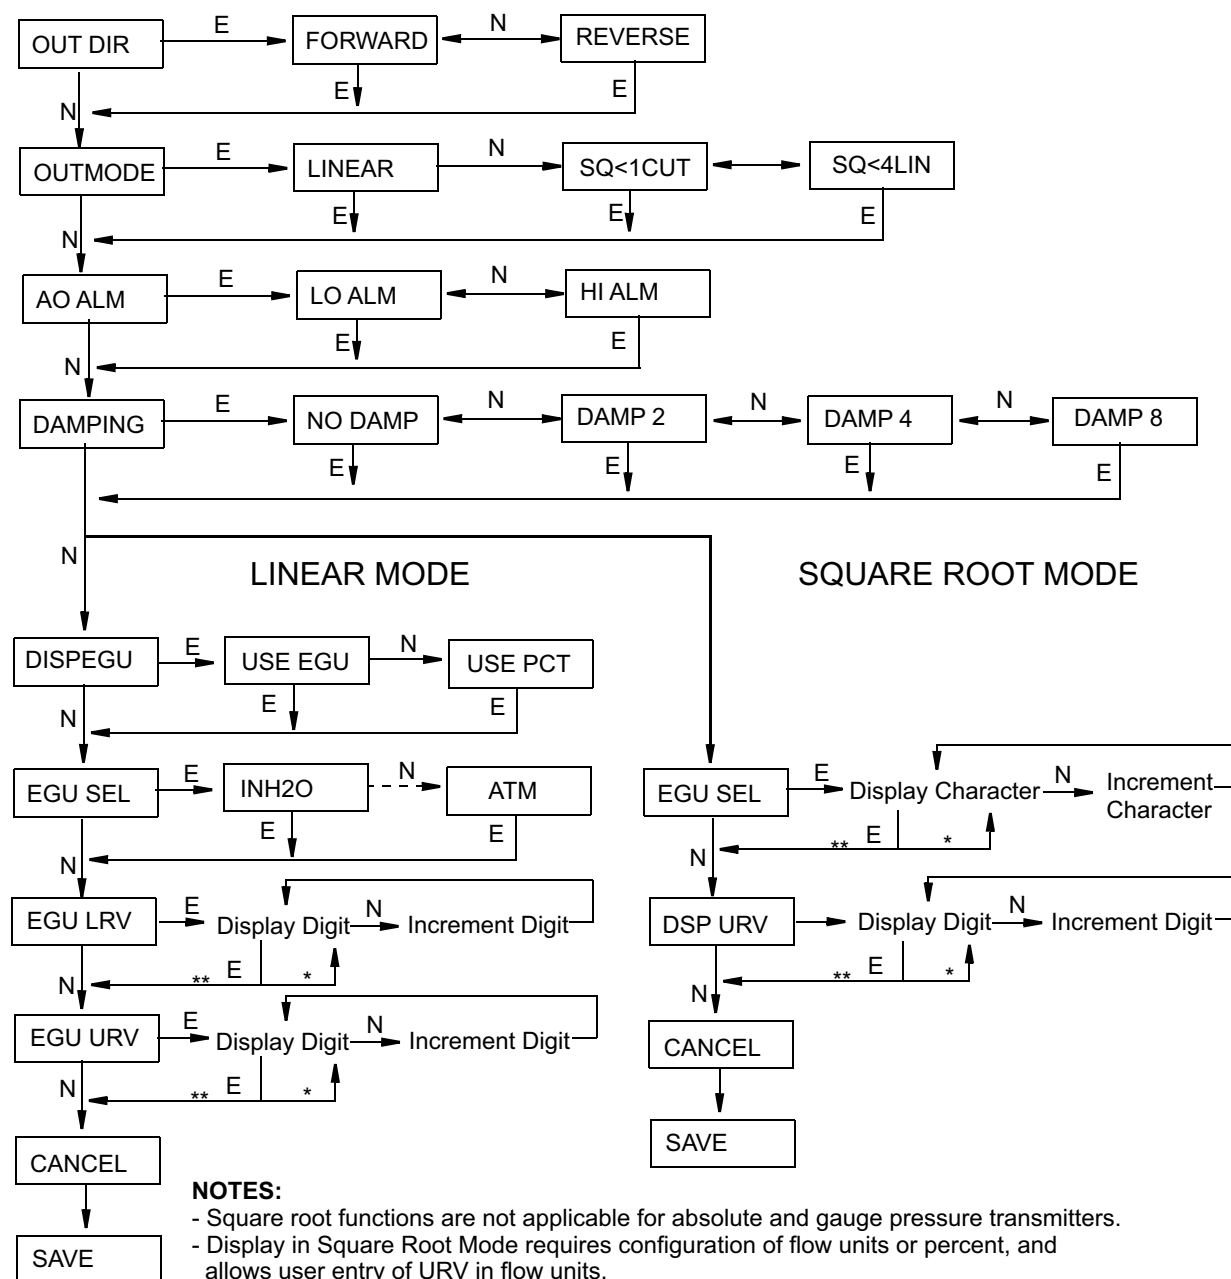 OUT DIR E FORWARD N REVERSE
E E
N
OUTMODE E LINEAR N SQ<1CUT SQ<4LIN
E E E
N
AO ALM E LO ALM N HI ALM
E E
N
DAMPING E NO DAMP N DAMP 2 N DAMP 4 N DAMP 8
E E E E
N
LINEAR MODE SQUARE ROOT MODE
DISPEGU E USE EGU N USE PCT
E E
N
EGU SEL E INH2O N ATM
E E
N
EGU LRV E Display Digit N Increment Digit
** E *
N
EGU URV E Display Digit N Increment Digit
** E *
N
CANCEL
SAVE
EGU SEL E Display Character N Increment
Character
** E *
N
DSP URV Display Digit N Increment Digit
** E *
N
CANCEL
SAVE
NOTES:
- Square root functions are not applicable for absolute and gauge pressure transmitters.
- Display in Square Root Mode requires configuration of flow units or percent, and
allows user entry of URV in flow units.